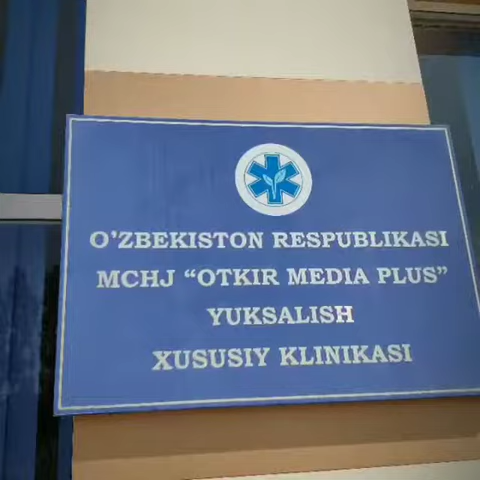 O'ZBEKISTON RESPUBLIKASI
MCHJ “OTKIR MEDIA PLUS”
YUKSALISH
XUSUSIY KLINIKASI